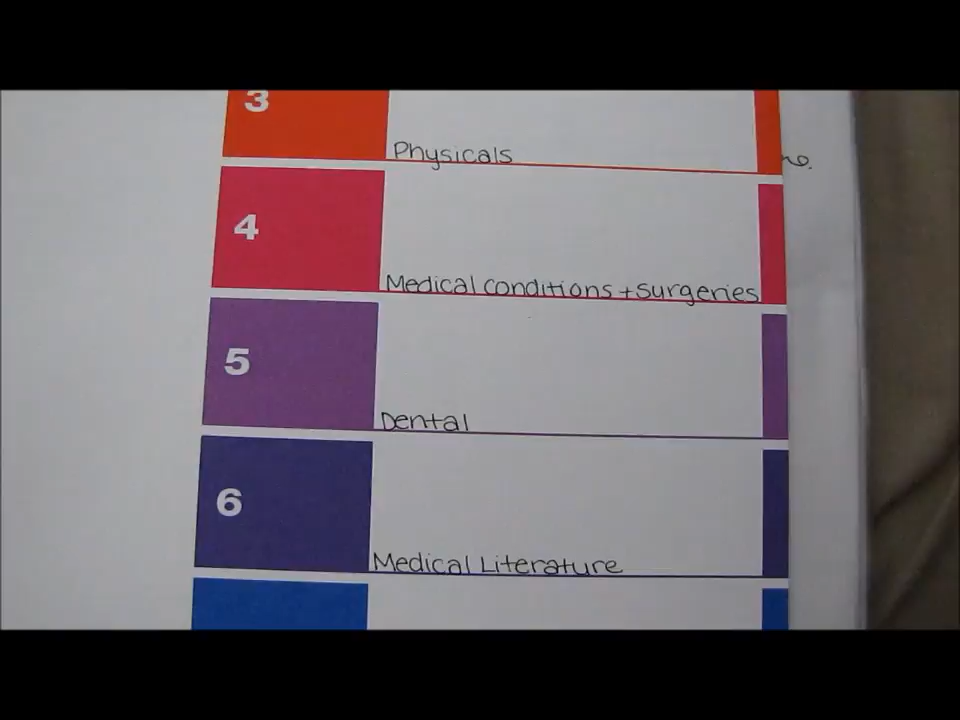 3
Physicals
4
Medical conditions + Surgeries
5
Dental
6
Medical Literature